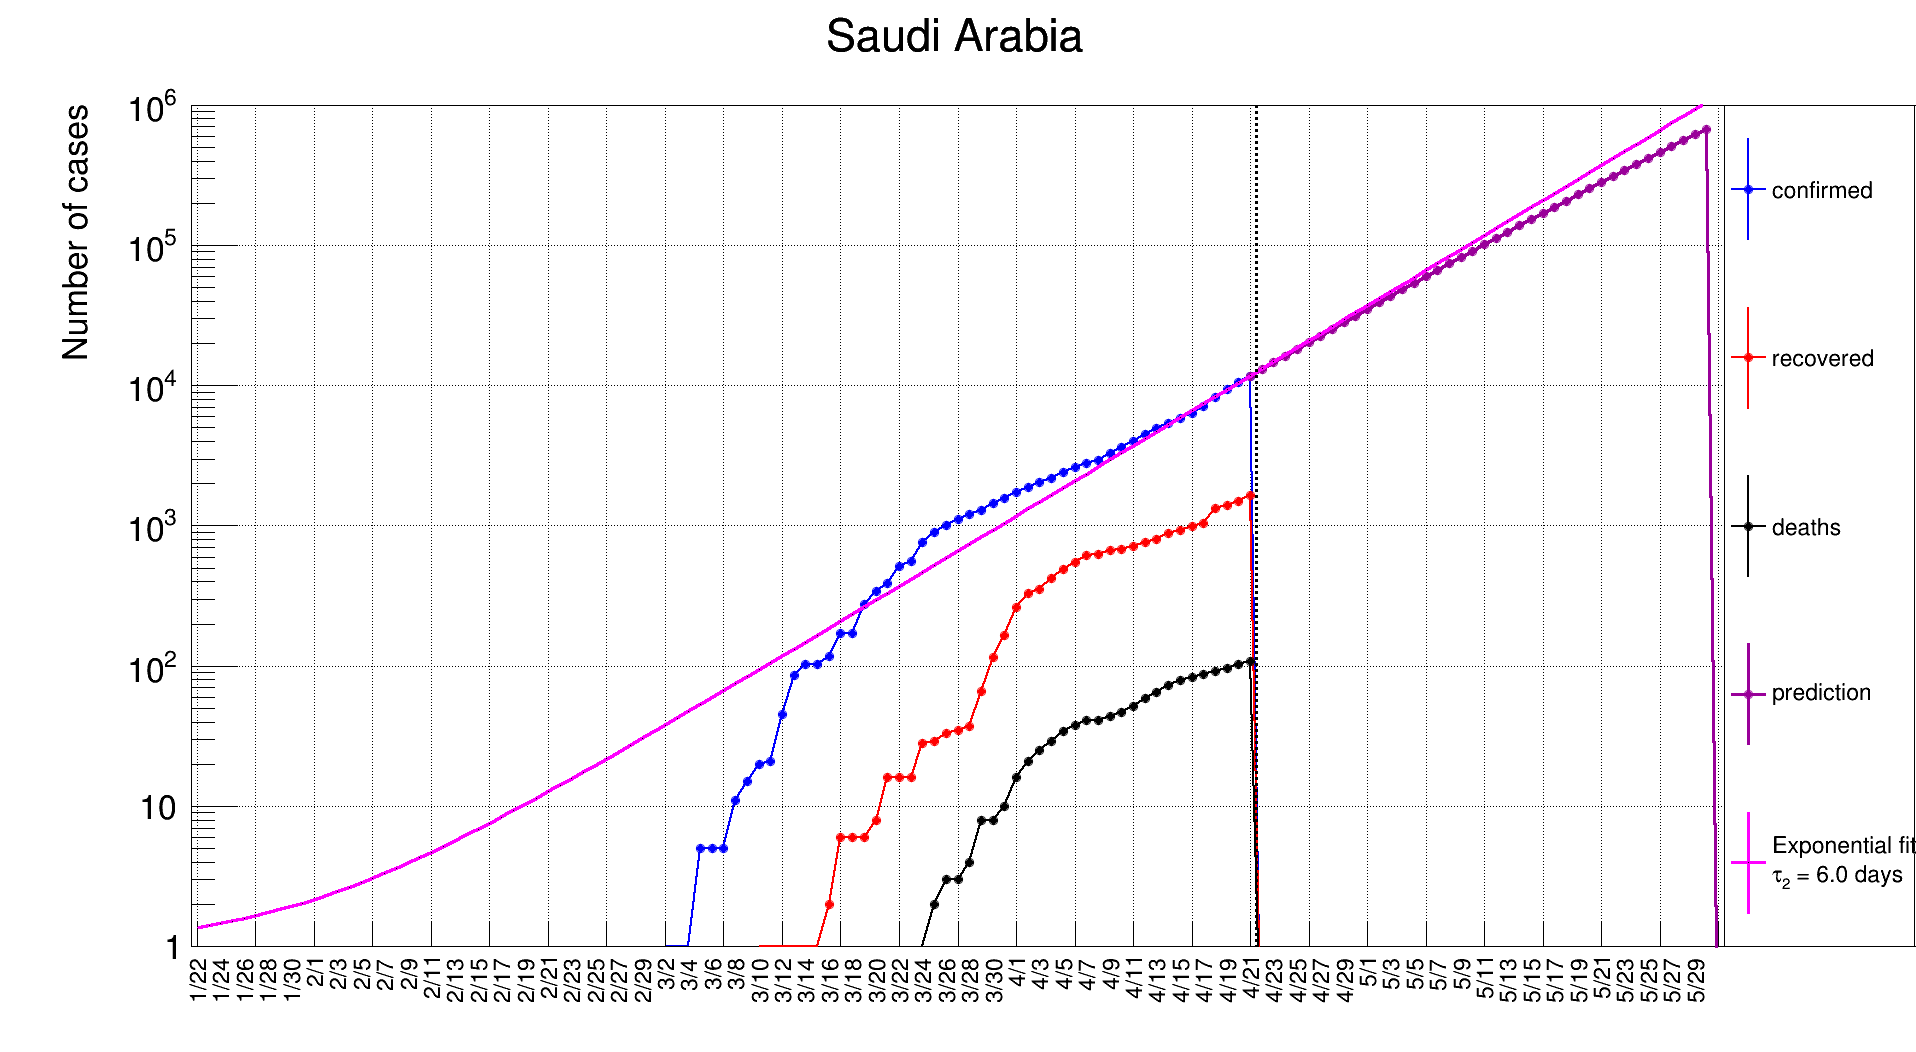 Saudi Arabia
Number of cases
10^6
10^5
10^4
10^3
10^2
10
1
1/22 1/24 1/26 1/28 1/30 2/1 2/3 2/5 2/7 2/9 2/11 2/13 2/15 2/17 2/19 2/21 2/23 2/25 2/27 2/29 3/2 3/4 3/6 3/8 3/10 3/12 3/14 3/16 3/18 3/20 3/22 3/24 3/26 3/28 3/30 4/1 4/3 4/5 4/7 4/9 4/11 4/13 4/15 4/17 4/19 4/21 4/23 4/25 4/27 4/29 5/1 5/3 5/5 5/7 5/9 5/11 5/13 5/15 5/17 5/19 5/21 5/23 5/25 5/27 5/29
confirmed
recovered
deaths
prediction
Exponential fit
τ₂ = 6.0 days